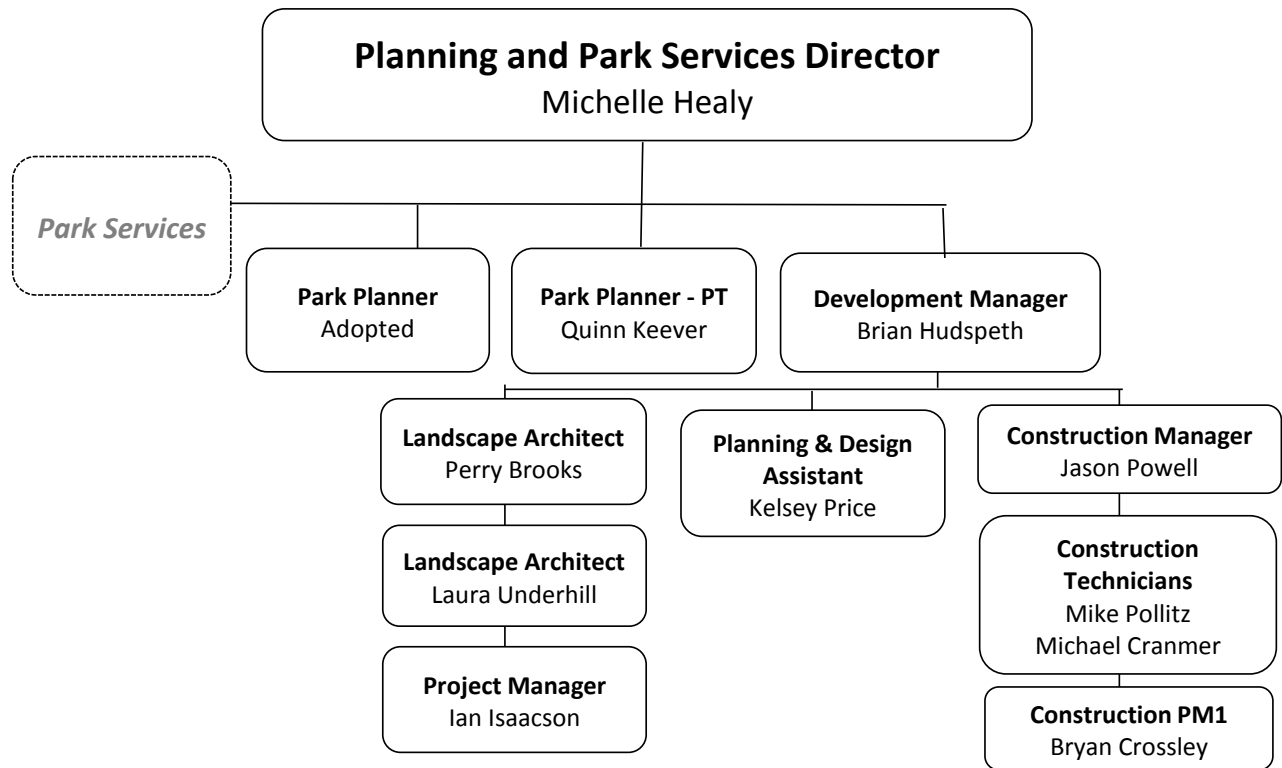 Planning and Park Services Director
Michelle Healy
Park Services
Park Planner
Adopted
Park Planner - PT
Quinn Keever
Development Manager
Brian Hudspeth
Landscape Architect
Perry Brooks
Planning & Design
Assistant
Kelsey Price
Construction Manager
Jason Powell
Landscape Architect
Laura Underhill
Construction
Technicians
Mike Pollitz
Michael Cranmer
Project Manager
Ian Isaacson
Construction PM1
Bryan Crossley